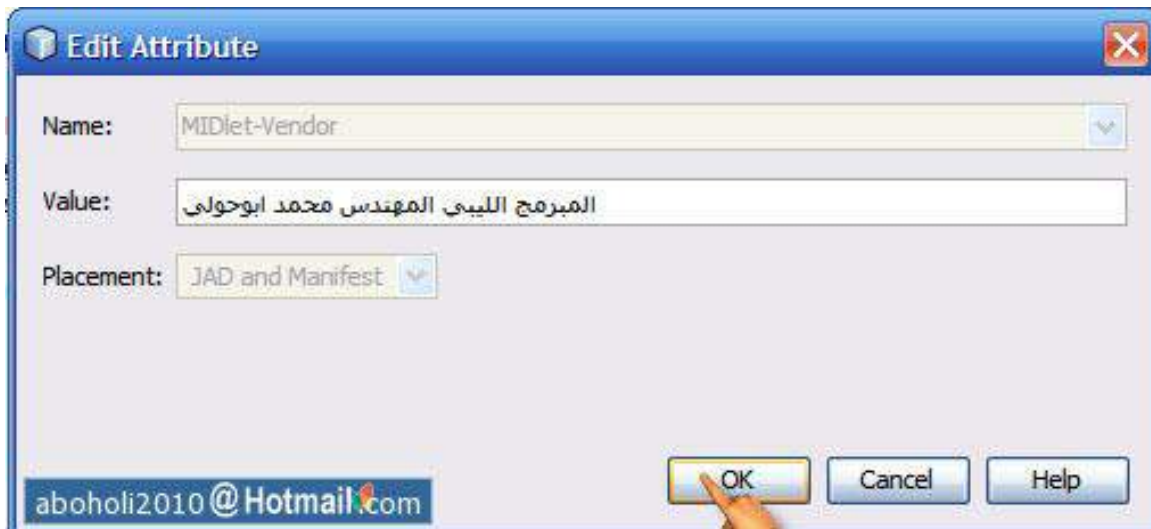 Edit Attribute
Name: MIDlet-Vendor
Value: المبرمج الليبي المهندس محمد ابوحولي
Placement: JAD and Manifest
OK Cancel Help
aboholi2010@Hotmail.com